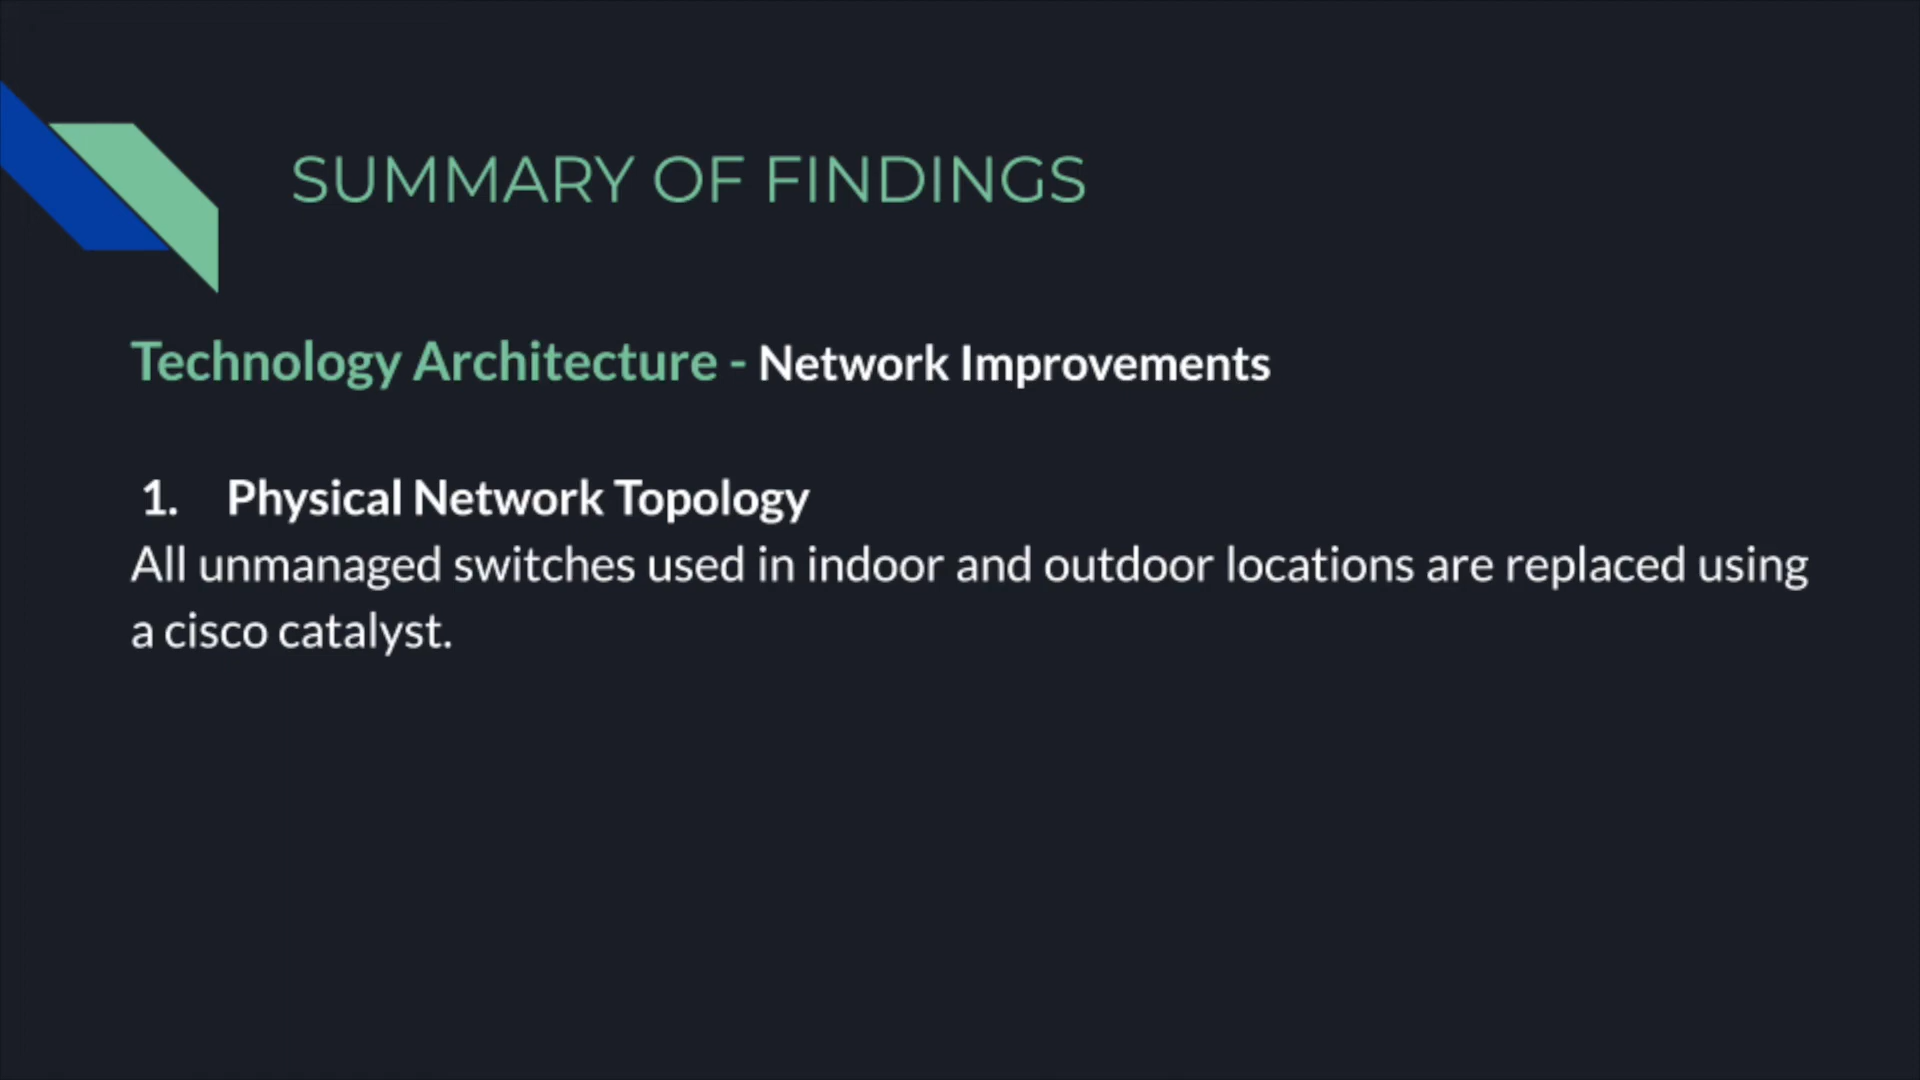 SUMMARY OF FINDINGS
Technology Architecture - Network Improvements
1. Physical Network Topology
All unmanaged switches used in indoor and outdoor locations are replaced using
a cisco catalyst.